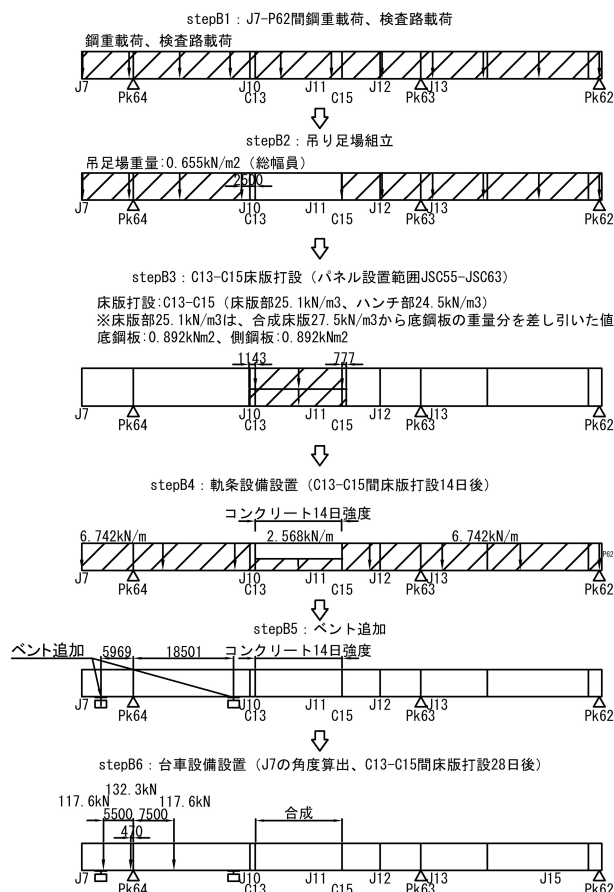 stepB1：J7-P62間鋼重載荷、検査路載荷
鋼重載荷、検査路載荷
J7 Pk64 J10 C13 J11 C15 J12 Pk63 J13 Pk62
stepB2：吊り足場組立
吊足場重量:0.655kN/m2（総幅員）
2500
J7 Pk64 J10 C13 J11 C15 J12 Pk63 J13 Pk62
stepB3：C13-C15床版打設（パネル設置範囲JSC55-JSC63）
床版打設:C13-C15（床版部25.1kN/m3、ハンチ部24.5kN/m3）
※床版部25.1kN/m3は、合成床版27.5kN/m3から底鋼板の重量分を差し引いた値
底鋼板:0.892kNm2、側鋼板:0.892kNm2
1143 777
J7 Pk64 J10 C13 J11 C15 J12 Pk63 J13 Pk62
stepB4：軌条設備設置（C13-C15間床版打設14日後）
コンクリート14日強度
6.742kN/m 2.568kN/m 6.742kN/m
P62
J7 Pk64 J10 C13 J11 C15 J12 Pk63 J13 Pk62
stepB5：ベント追加
ベント追加 5969 18501 コンクリート14日強度
J7 Pk64 J10 C13 J11 C15 J12 Pk63 J13 Pk62
stepB6：台車設備設置（J7の角度算出、C13-C15間床版打設28日後）
132.3kN
117.6kN 117.6kN
5500 7500 合成
470
J7 Pk64 J10 C13 J11 C15 J12 Pk63 J13 J15 Pk62